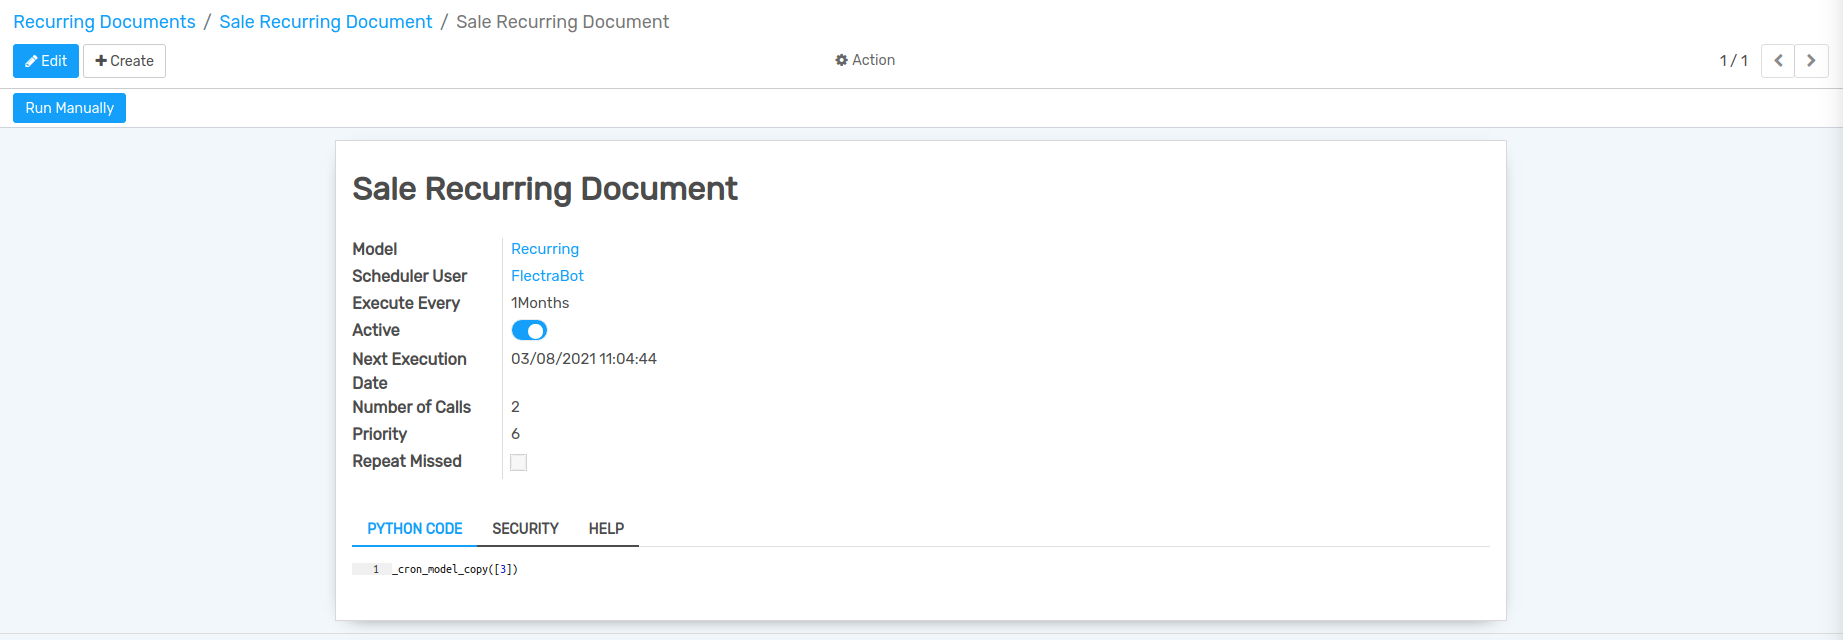 Recurring Documents / Sale Recurring Document / Sale Recurring Document
Edit Create Action 1 / 1
Run Manually
Sale Recurring Document
Model Recurring
Scheduler User FlectraBot
Execute Every 1Months
Active
Next Execution Date 03/08/2021 11:04:44
Number of Calls 2
Priority 6
Repeat Missed
PYTHON CODE SECURITY HELP
1 _cron_model_copy([3])